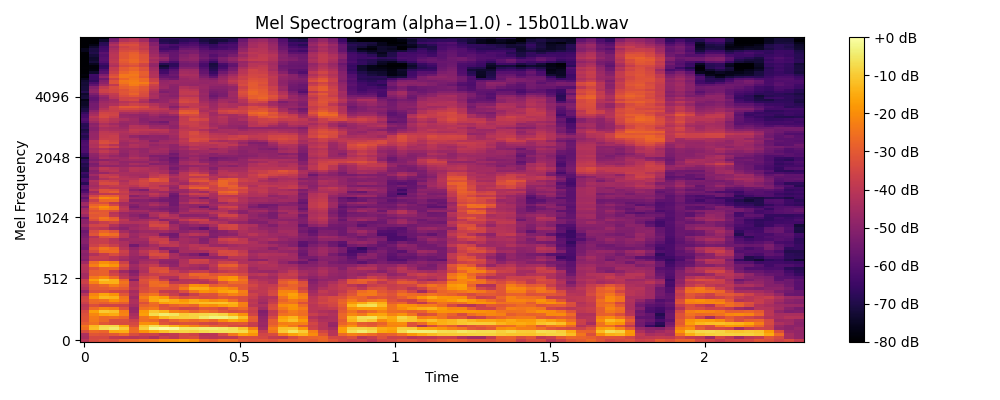 Mel Spectrogram (alpha=1.0) - 15b01Lb.wav
Mel Frequency
4096
2048
1024
512
0
0
0.5
1
1.5
2
Time
+0 dB
-10 dB
-20 dB
-30 dB
-40 dB
-50 dB
-60 dB
-70 dB
-80 dB